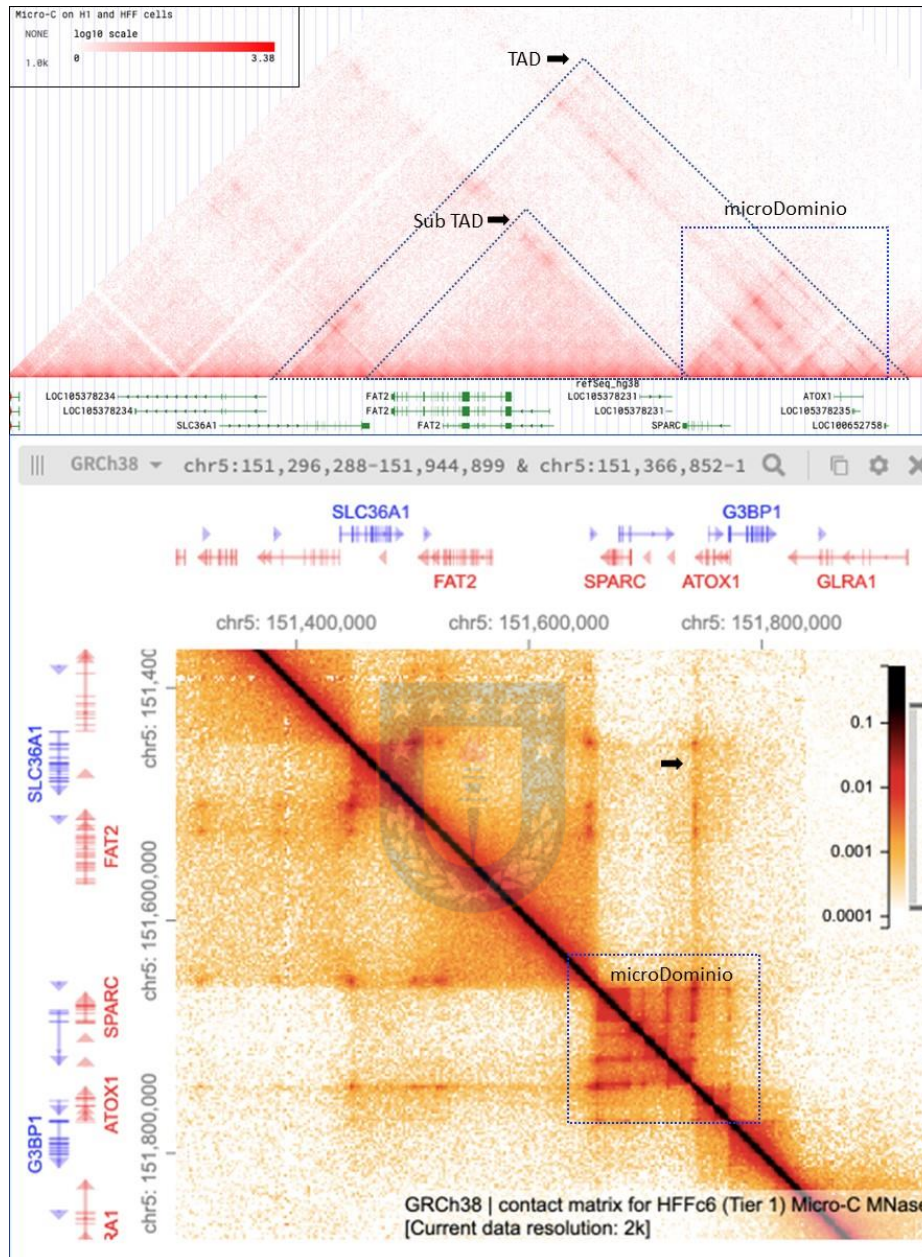 Micro-C on H1 and HFF cells
NONE log10 scale
1.0k 0 3.38
TAD
Sub TAD
microDominio
refSeq_hg38
LOC105378234 FAT2 LOC105378231 ATOX1
LOC105378234 FAT2 LOC105378231 LOC105378235
SLC36A1 FAT2 SPARC LOC100652758
GRCh38 chr5:151,296,288-151,944,899 & chr5:151,366,852-1
SLC36A1 G3BP1
FAT2 SPARC ATOX1 GLRA1
chr5: 151,400,000 chr5: 151,600,000 chr5: 151,800,000
chr5: 151,400
chr5: 151,600,000
chr5: 151,800,000
SLC36A1
FAT2
SPARC
ATOX1
G3BP1
RA1
0.1
0.01
0.001
0.0001
microDominio
GRCh38 | contact matrix for HFFc6 (Tier 1) Micro-C MNase
[Current data resolution: 2k]